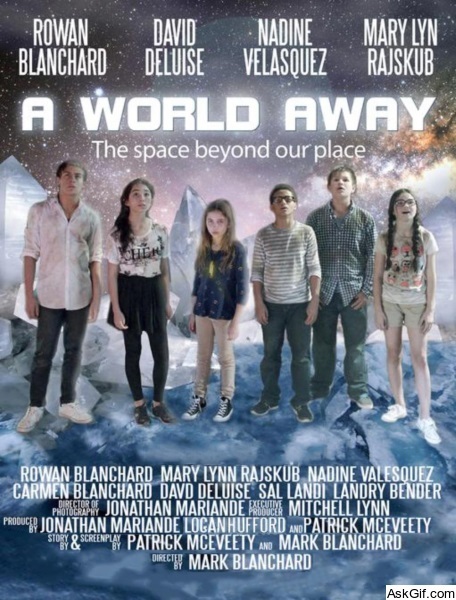 ROWAN BLANCHARD
DAVID DELUISE
NADINE VELASQUEZ
MARY LYN RAJSKUB
A WORLD AWAY
The space beyond our place
ROWAN BLANCHARD MARY LYNN RAJSKUB NADINE VALESQUEZ
CARMEN BLANCHARD DAVD DELUISE SAL LANDI LANDRY BENDER
DIRECTOR OF PHOTOGRAPHY JONATHAN MARIANDE EXECUTIVE PRODUCER MITCHELL LYNN
PRODUCED BY JONATHAN MARIANDE LOGAN HUFFORD AND PATRICK MCEVETY
STORY BY & SCREENPLAY BY PATRICK MCEVETY AND MARK BLANCHARD
DIRECTED BY MARK BLANCHARD
AskGif.com